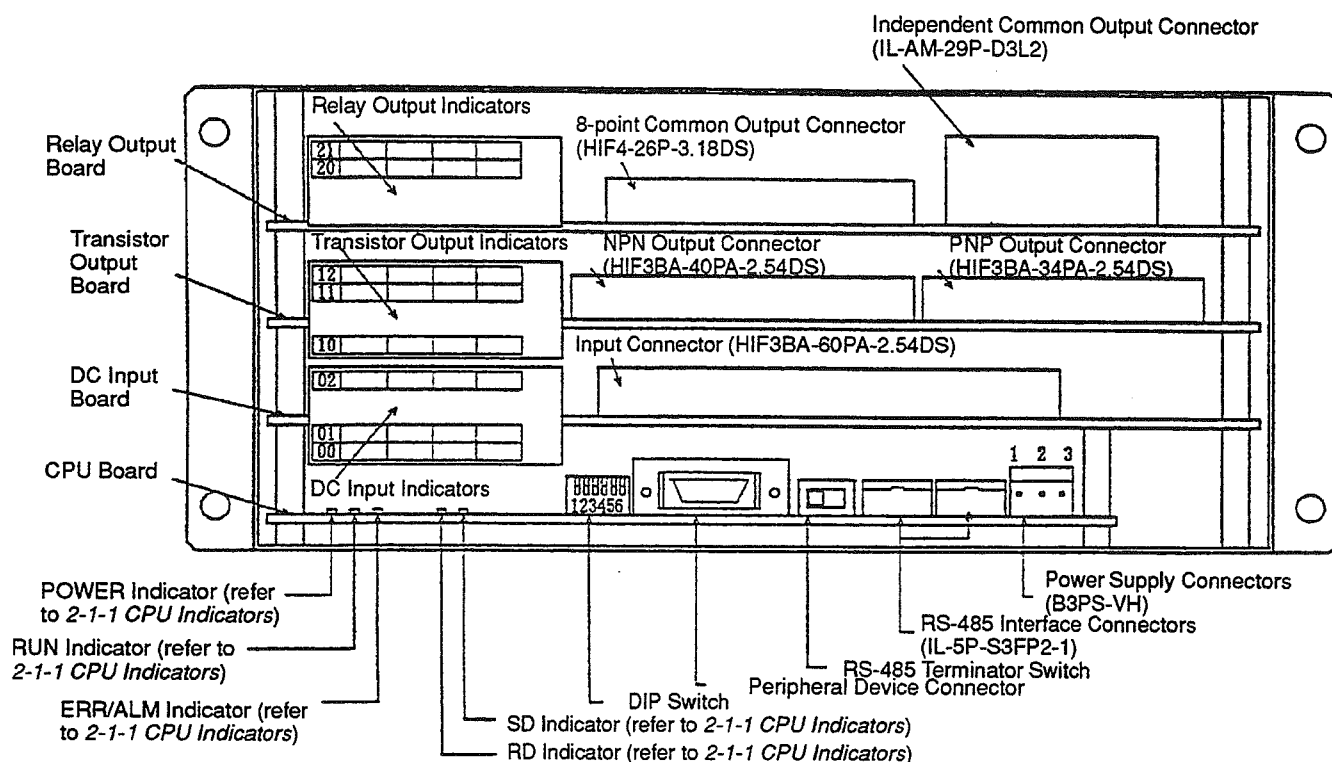 Independent Common Output Connector
(IL-AM-29P-D3L2)
Relay Output Indicators
8-point Common Output Connector
(HIF4-26P-3.18DS)
Relay Output
Board
21
20
Transistor
Output
Board
Transistor Output Indicators
NPN Output Connector
(HIF3BA-40PA-2.54DS)
PNP Output Connector
(HIF3BA-34PA-2.54DS)
12
11
10
Input Connector (HIF3BA-60PA-2.54DS)
DC Input
Board
02
01
00
CPU Board
DC Input Indicators
123456
1 2 3
POWER Indicator (refer
to 2-1-1 CPU Indicators)
Power Supply Connectors
(B3PS-VH)
RUN Indicator (refer to
2-1-1 CPU Indicators)
RS-485 Interface Connectors
(IL-5P-S3FP2-1)
RS-485 Terminator Switch
Peripheral Device Connector
DIP Switch
ERR/ALM Indicator (refer
to 2-1-1 CPU Indicators)
SD Indicator (refer to 2-1-1 CPU Indicators)
RD Indicator (refer to 2-1-1 CPU Indicators)